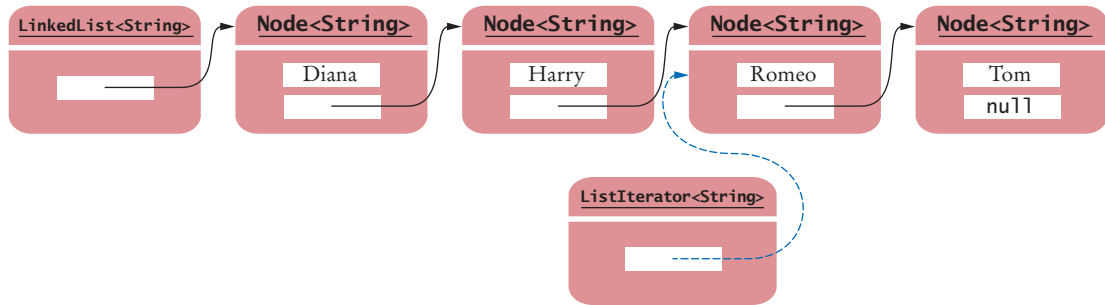 LinkedList<String>
Node<String>
Node<String>
Node<String>
Node<String>
Diana
Harry
Romeo
Tom
null
ListIterator<String>